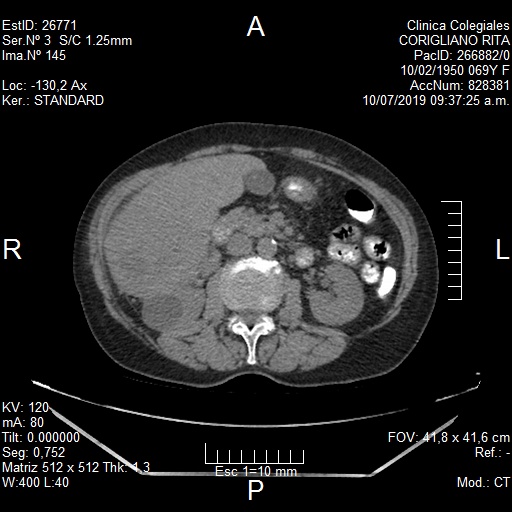 EstID: 26771
Ser.Nº 3 S/C 1.25mm
Ima.Nº 145
Loc: -130,2 Ax
Ker.: STANDARD
A
Clinica Colegiales
CORIGLIANO RITA
PacID: 266882/0
10/02/1950 069Y F
AccNum: 828381
10/07/2019 09:37:25 a.m.
R
L
KV: 120
mA: 80
Tilt: 0.000000
Seg: 0,752
Matriz 512 x 512 Thk: 1.3
W:400 L:40
Esc 1=10 mm
P
FOV: 41,8 x 41,6 cm
Ref.: -
Mod.: CT